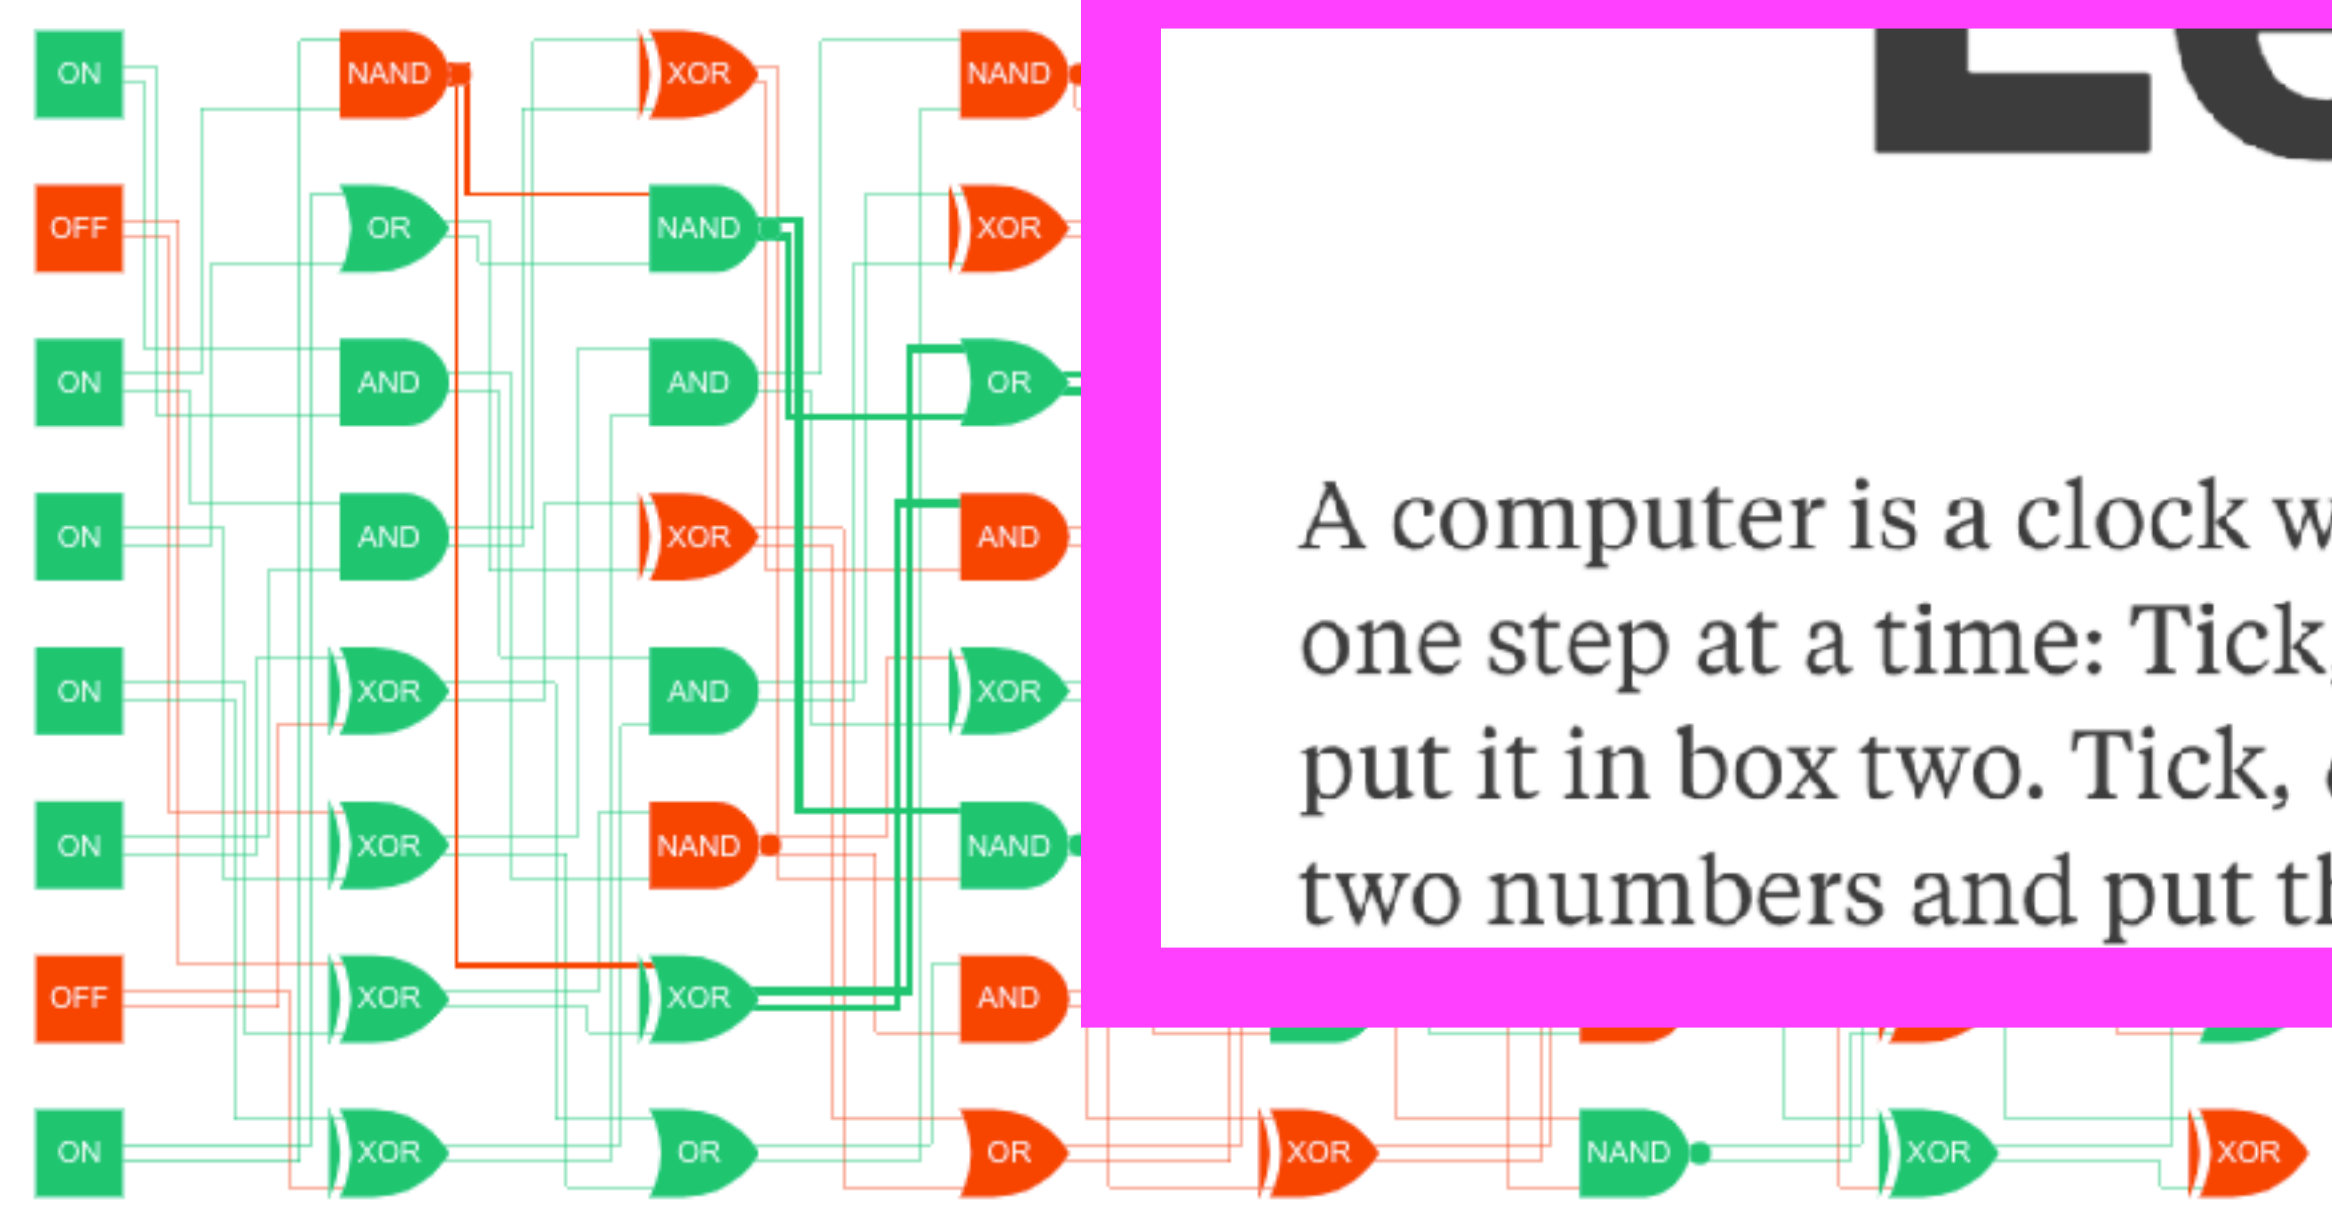 ON NAND XOR NAND
OFF OR NAND XOR
ON AND AND OR
ON AND XOR AND
ON XOR AND XOR
ON XOR NAND NAND
OFF XOR XOR AND
ON XOR OR OR XOR NAND XOR XOR
A computer is a clock
one step at a time: Tick,
put it in box two. Tick,
two numbers and put